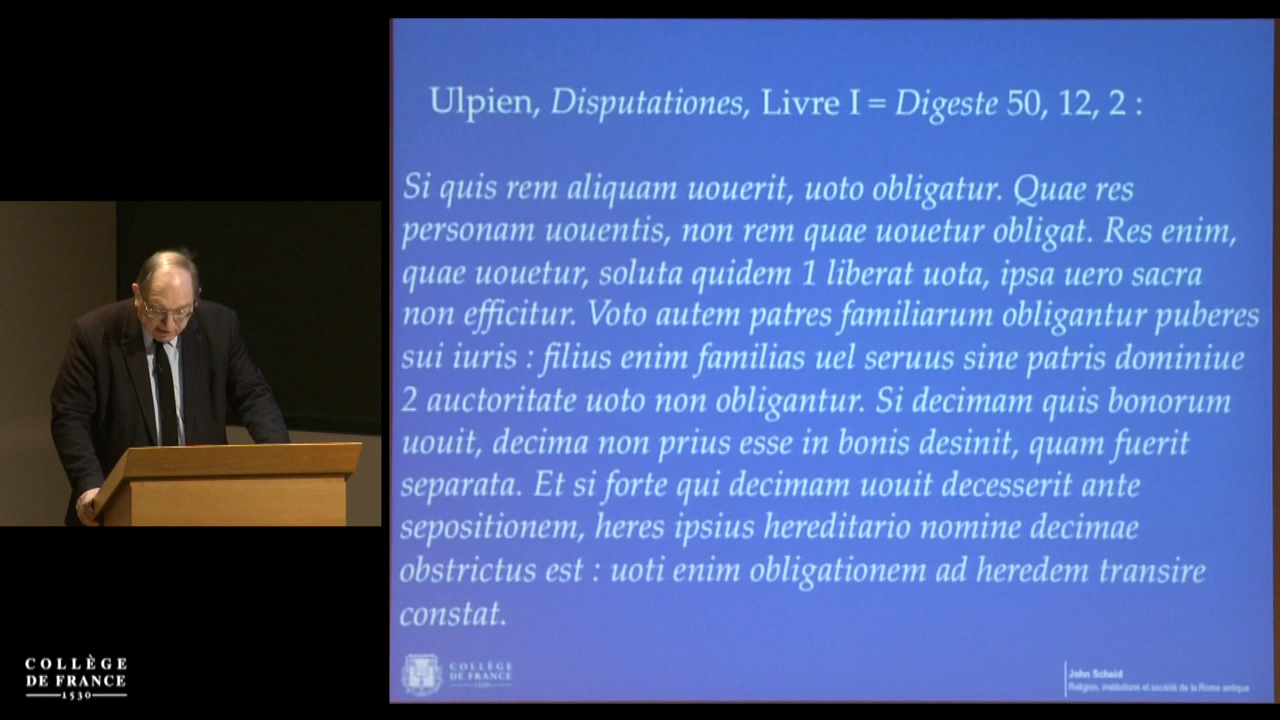 Ulpien, Disputationes, Livre I = Digeste 50, 12, 2 :
Si quis rem aliquam uouerit, uoto obligatur. Quae res
personam uouentis, non rem quae uouetur obligat. Res enim,
quae uouetur, soluta quidem 1 liberat uota, ipsa uero sacra
non efficitur. Voto autem patres familiarum obligantur puberes
sui iuris : filius enim familias uel seruus sine patris dominiue
2 auctoritate uoto non obligantur. Si decimam quis bonorum
uouit, decima non prius esse in bonis desinit, quam fuerit
separata. Et si forte qui decimam uouit decesserit ante
sepositionem, heres ipsius hereditario nomine decimae
obstrictus est : uoti enim obligationem ad heredem transire
constat.
COLLÈGE
DE FRANCE
1530
COLLÈGE
DE FRANCE
1530
John Scheid
Religion, institutions et société de la Rome antique